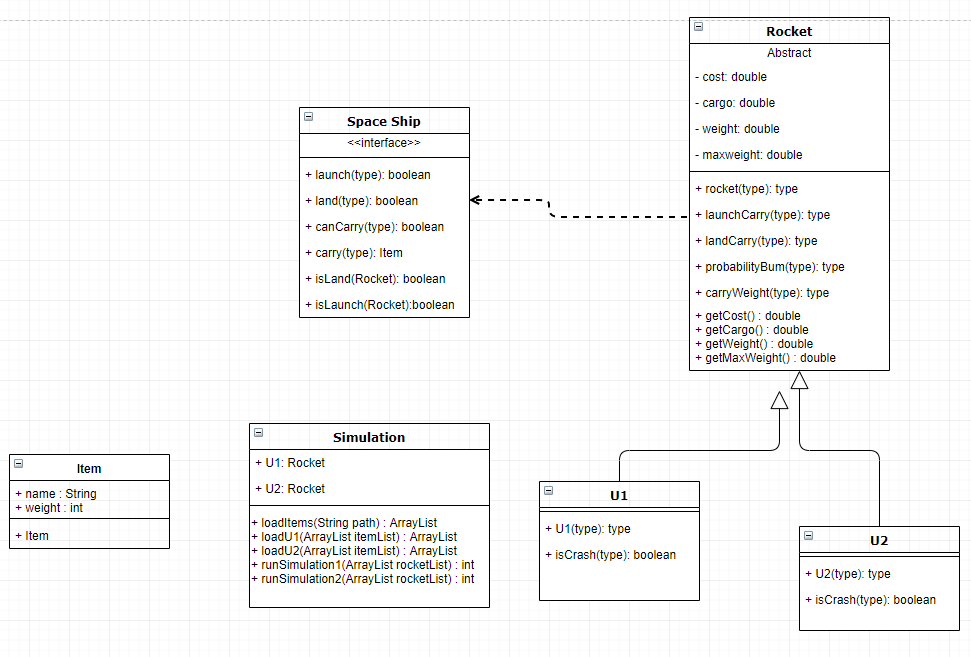 Rocket
Abstract
- cost: double
- cargo: double
- weight: double
- maxweight: double
+ rocket(type): type
+ launchCarry(type): type
+ landCarry(type): type
+ probabilityBum(type): type
+ carryWeight(type): type
+ getCost() : double
+ getCargo() : double
+ getWeight() : double
+ getMaxWeight() : double
Space Ship
<<interface>>
+ launch(type): boolean
+ land(type): boolean
+ canCarry(type): boolean
+ carry(type): Item
+ isLand(Rocket): boolean
+ isLaunch(Rocket):boolean
Item
+ name : String
+ weight : int
+ Item
Simulation
+ U1: Rocket
+ U2: Rocket
+ loadItems(String path) : ArrayList
+ loadU1(ArrayList itemList) : ArrayList
+ loadU2(ArrayList itemList) : ArrayList
+ runSimulation1(ArrayList rocketList) : int
+ runSimulation2(ArrayList rocketList) : int
U1
+ U1(type): type
+ isCrash(type): boolean
U2
+ U2(type): type
+ isCrash(type): boolean